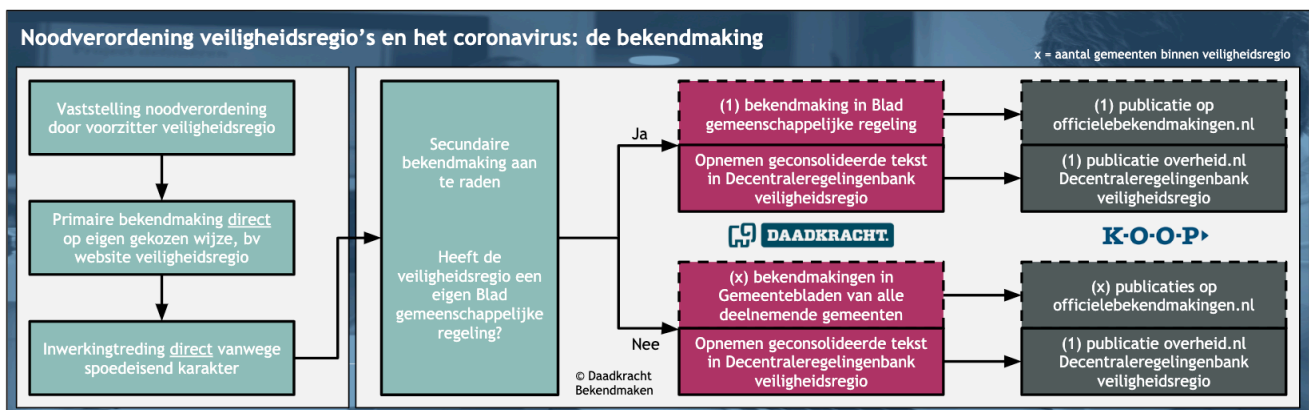 Noodverordening veiligheidsregio's en het coronavirus: de bekendmaking
x = aantal gemeenten binnen veiligheidsregio
Vaststelling noodverordening
door voorzitter veiligheidsregio
Primaire bekendmaking direct
op eigen gekozen wijze, bv
website veiligheidsregio
Inwerkingtreding direct vanwege
spoedeisend karakter
Secundaire
bekendmaking aan
te raden
Heeft de
veiligheidsregio een
eigen Blad
gemeenschappelijke
regeling?
Ja
(1) bekendmaking in Blad
gemeenschappelijke regeling
Opnemen geconsolideerde tekst
in Decentraleregelingenbank
veiligheidsregio
(1) publicatie op
officielebekendmakingen.nl
(1) publicatie overheid.nl
Decentraleregelingenbank
veiligheidsregio
DAADKRACHT.
K·O·O·P
Nee
(x) bekendmakingen in
Gemeentebladen van alle
deelnemende gemeenten
Opnemen geconsolideerde tekst
in Decentraleregelingenbank
veiligheidsregio
(x) publicaties op
officielebekendmakingen.nl
(1) publicatie overheid.nl
Decentraleregelingenbank
veiligheidsregio
© Daadkracht
Bekendmaken